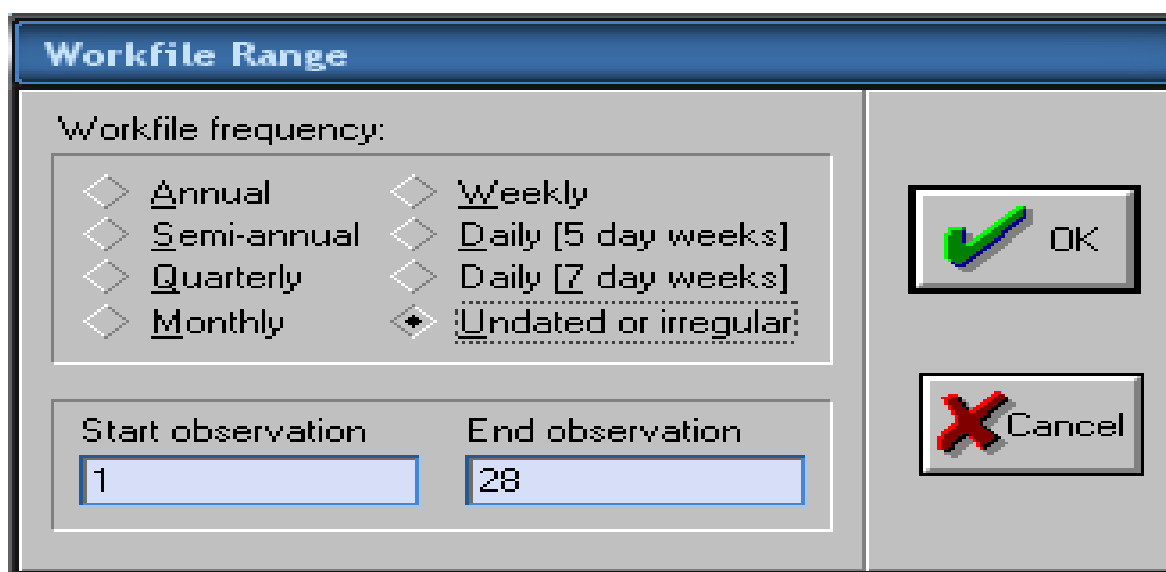 Workfile Range
Workfile frequency:
Annual
Semi-annual
Quarterly
Monthly
Weekly
Daily [5 day weeks]
Daily [7 day weeks]
Undated or irregular
Start observation
1
End observation
28
OK
Cancel